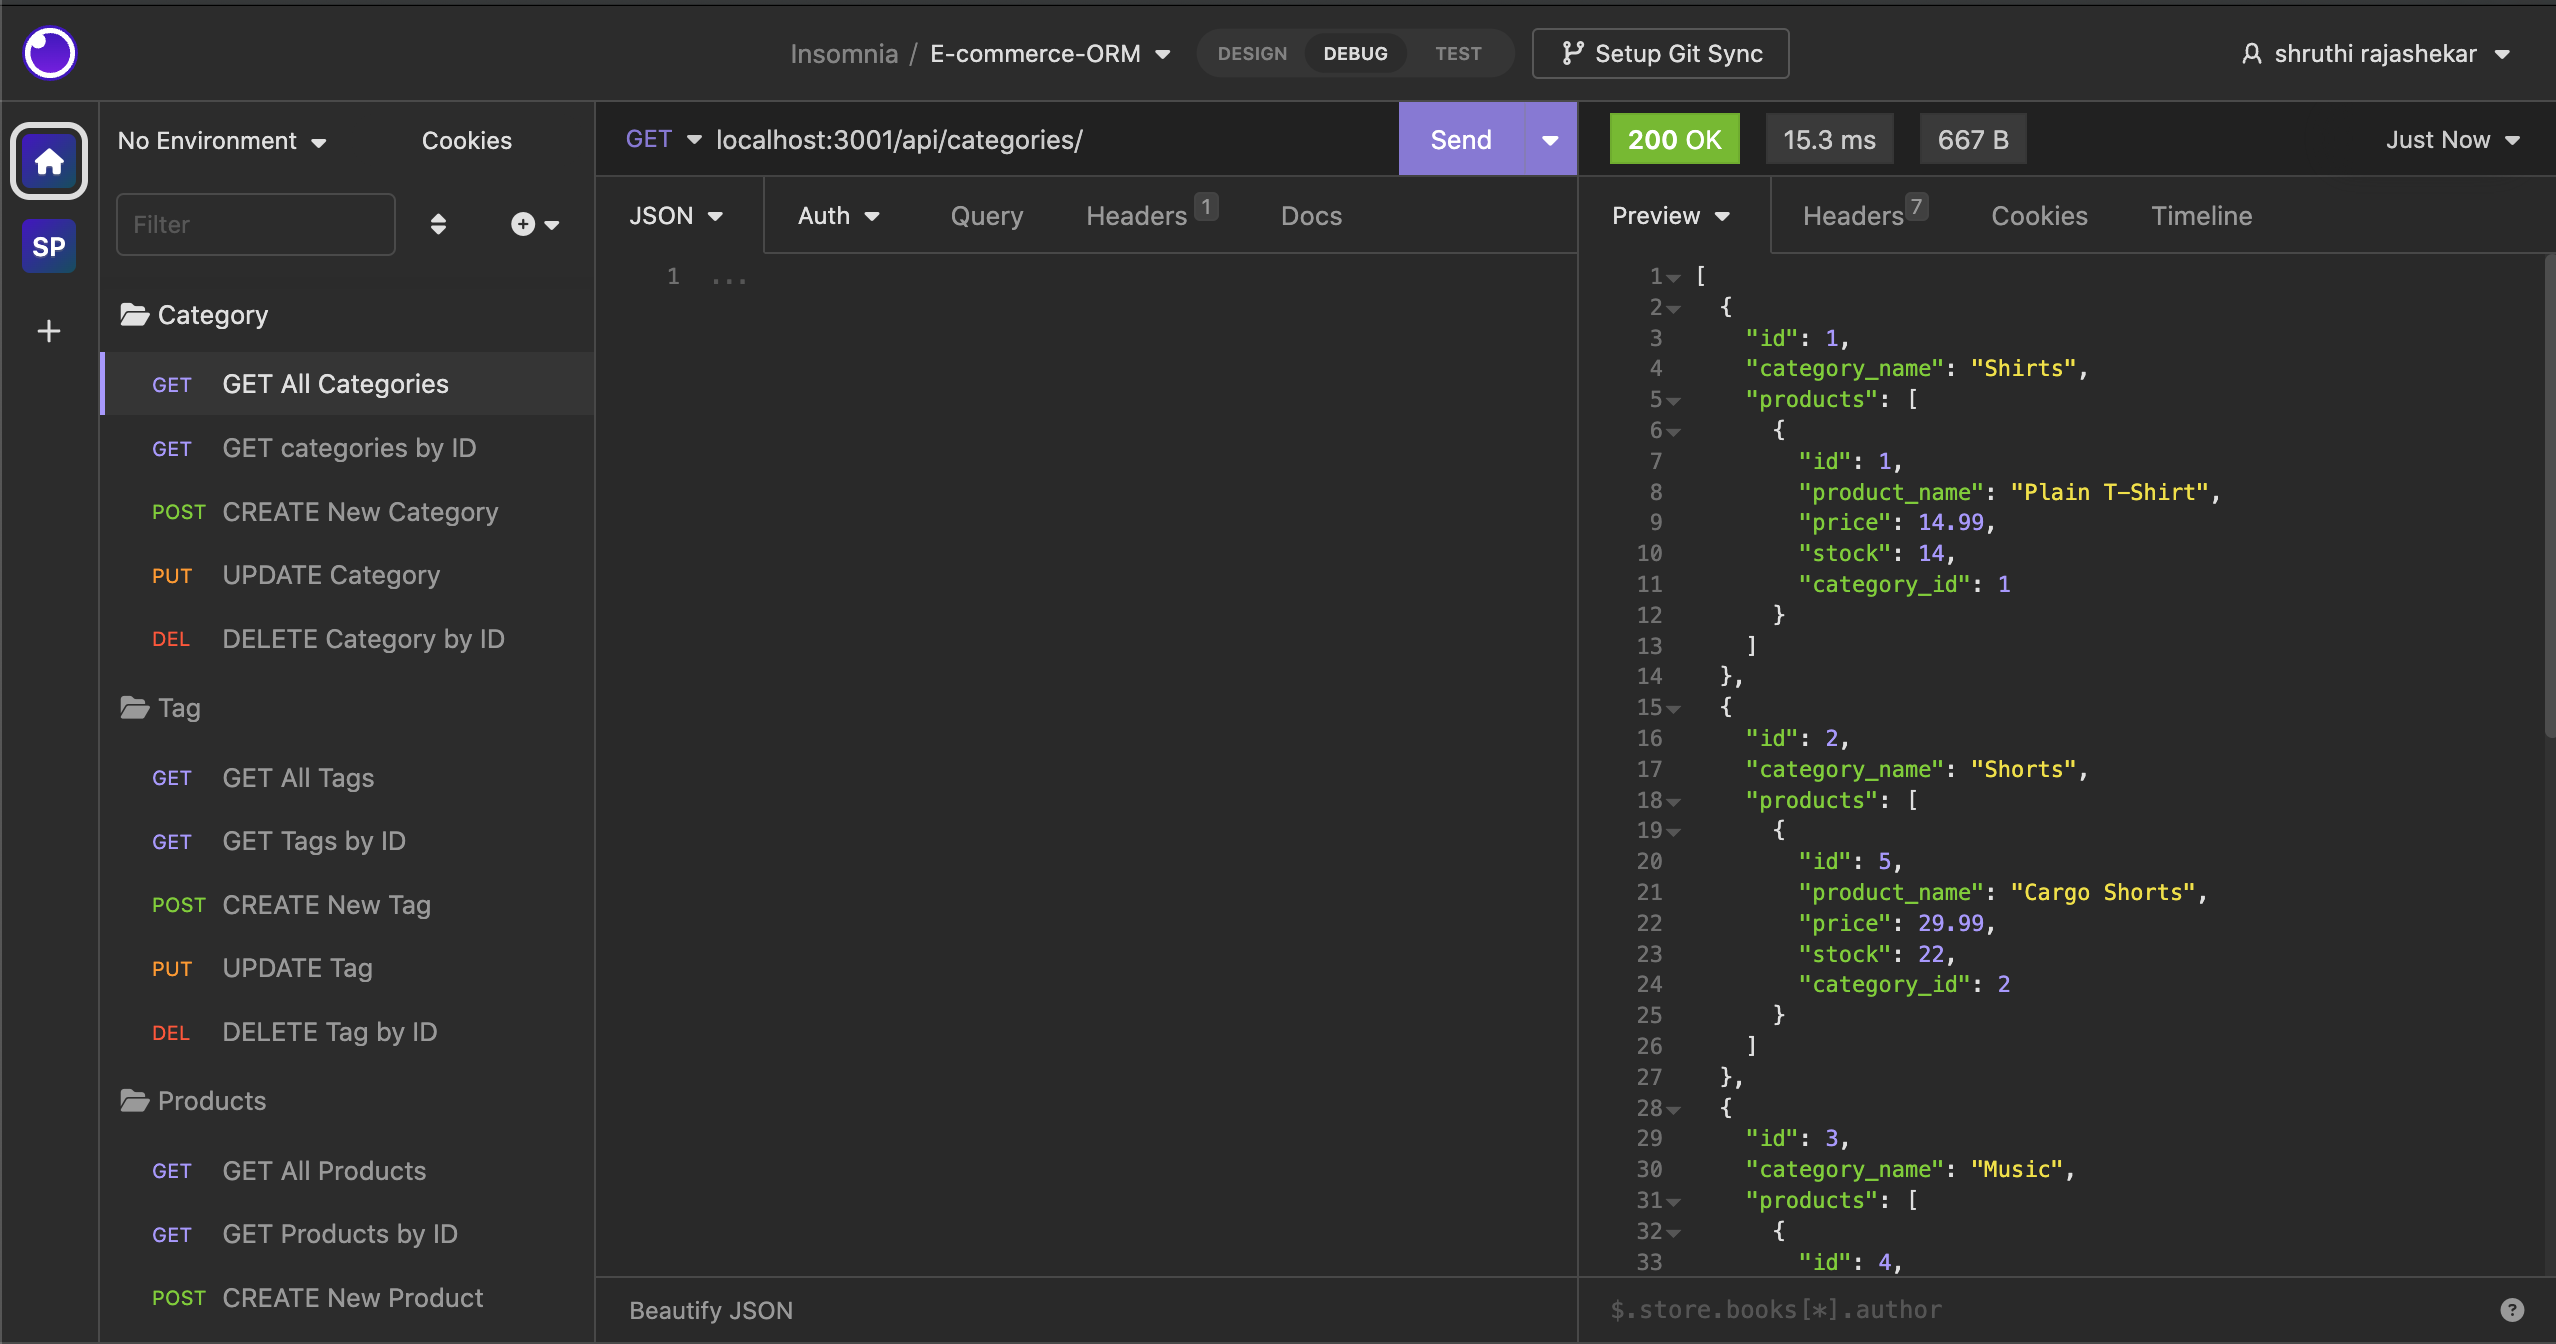 Insomnia / E-commerce-ORM
DESIGN DEBUG TEST
Setup Git Sync
shruthi rajashekar
SP
No Environment
Cookies
Filter
Category
GET GET All Categories
GET GET categories by ID
POST CREATE New Category
PUT UPDATE Category
DEL DELETE Category by ID
Tag
GET GET All Tags
GET GET Tags by ID
POST CREATE New Tag
PUT UPDATE Tag
DEL DELETE Tag by ID
Products
GET GET All Products
GET GET Products by ID
POST CREATE New Product
GET localhost:3001/api/categories/
Send
JSON Auth Query Headers 1 Docs
1 ...
Beautify JSON
200 OK 15.3 ms 667 B Just Now
Preview Headers 7 Cookies Timeline
1 [
2 {
3 "id": 1,
4 "category_name": "Shirts",
5 "products": [
6 {
7 "id": 1,
8 "product_name": "Plain T-Shirt",
9 "price": 14.99,
10 "stock": 14,
11 "category_id": 1
12 }
13 ]
14 },
15 {
16 "id": 2,
17 "category_name": "Shorts",
18 "products": [
19 {
20 "id": 5,
21 "product_name": "Cargo Shorts",
22 "price": 29.99,
23 "stock": 22,
24 "category_id": 2
25 }
26 ]
27 },
28 {
29 "id": 3,
30 "category_name": "Music",
31 "products": [
32 {
33 "id": 4,
$.store.books[*].author
?